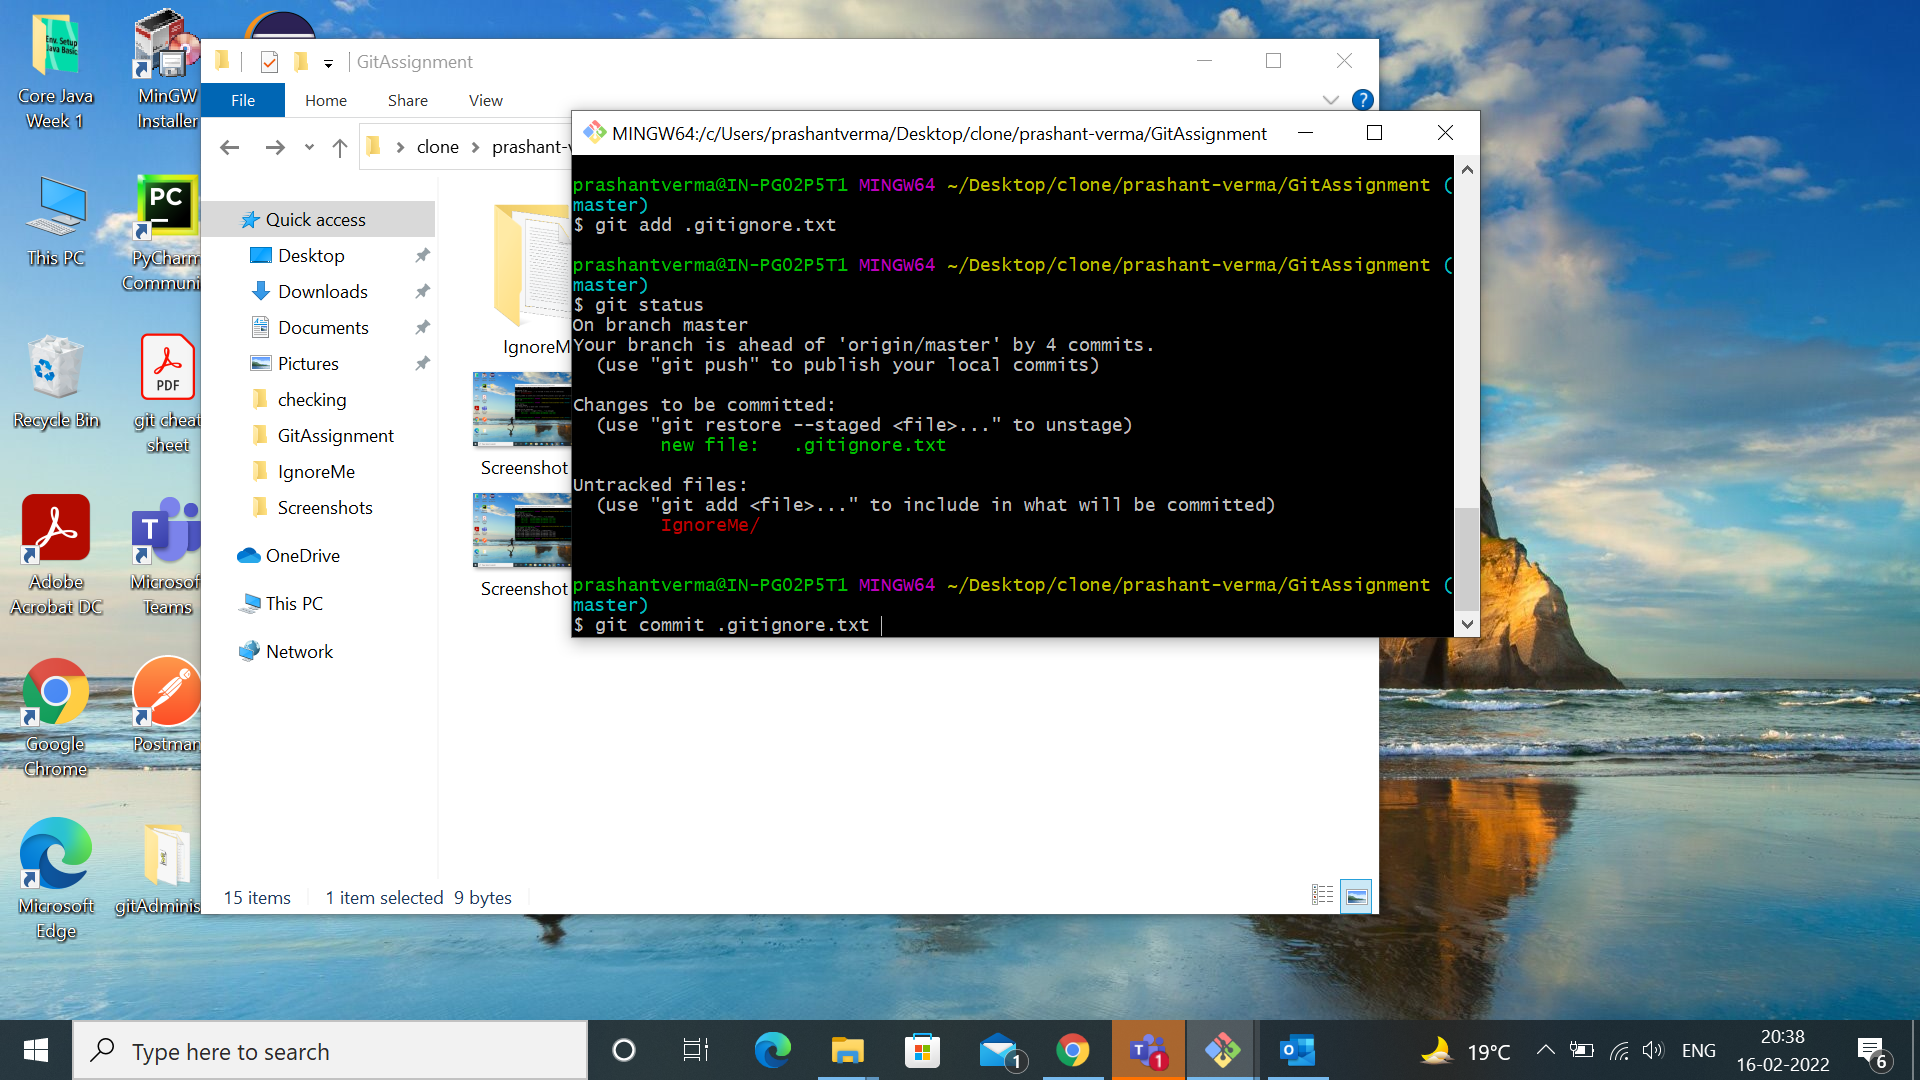 Core Java
Week 1
MinGW
Installer
This PC
PyCharm
Communi
Recycle Bin
git cheat
sheet
Adobe
Acrobat DC
Microsof
Teams
Google
Chrome
Postman
Microsoft
Edge
gitAdminis
GitAssignment
File
Home
Share
View
clone
prashant-v
Quick access
Desktop
Downloads
Documents
Pictures
checking
GitAssignment
IgnoreMe
Screenshots
OneDrive
This PC
Network
IgnoreM
Screenshot
Screenshot
15 items
1 item selected 9 bytes
MINGW64:/c/Users/prashantverma/Desktop/clone/prashant-verma/GitAssignment
prashantverma@IN-PG02P5T1 MINGW64 ~/Desktop/clone/prashant-verma/GitAssignment (
master)
$ git add .gitignore.txt
prashantverma@IN-PG02P5T1 MINGW64 ~/Desktop/clone/prashant-verma/GitAssignment (
master)
$ git status
On branch master
Your branch is ahead of 'origin/master' by 4 commits.
(use "git push" to publish your local commits)
Changes to be committed:
(use "git restore --staged <file>..." to unstage)
new file:   .gitignore.txt
Untracked files:
(use "git add <file>..." to include in what will be committed)
IgnoreMe/
prashantverma@IN-PG02P5T1 MINGW64 ~/Desktop/clone/prashant-verma/GitAssignment (
master)
$ git commit .gitignore.txt
Type here to search
1
1
19°C
ENG
20:38
16-02-2022
6